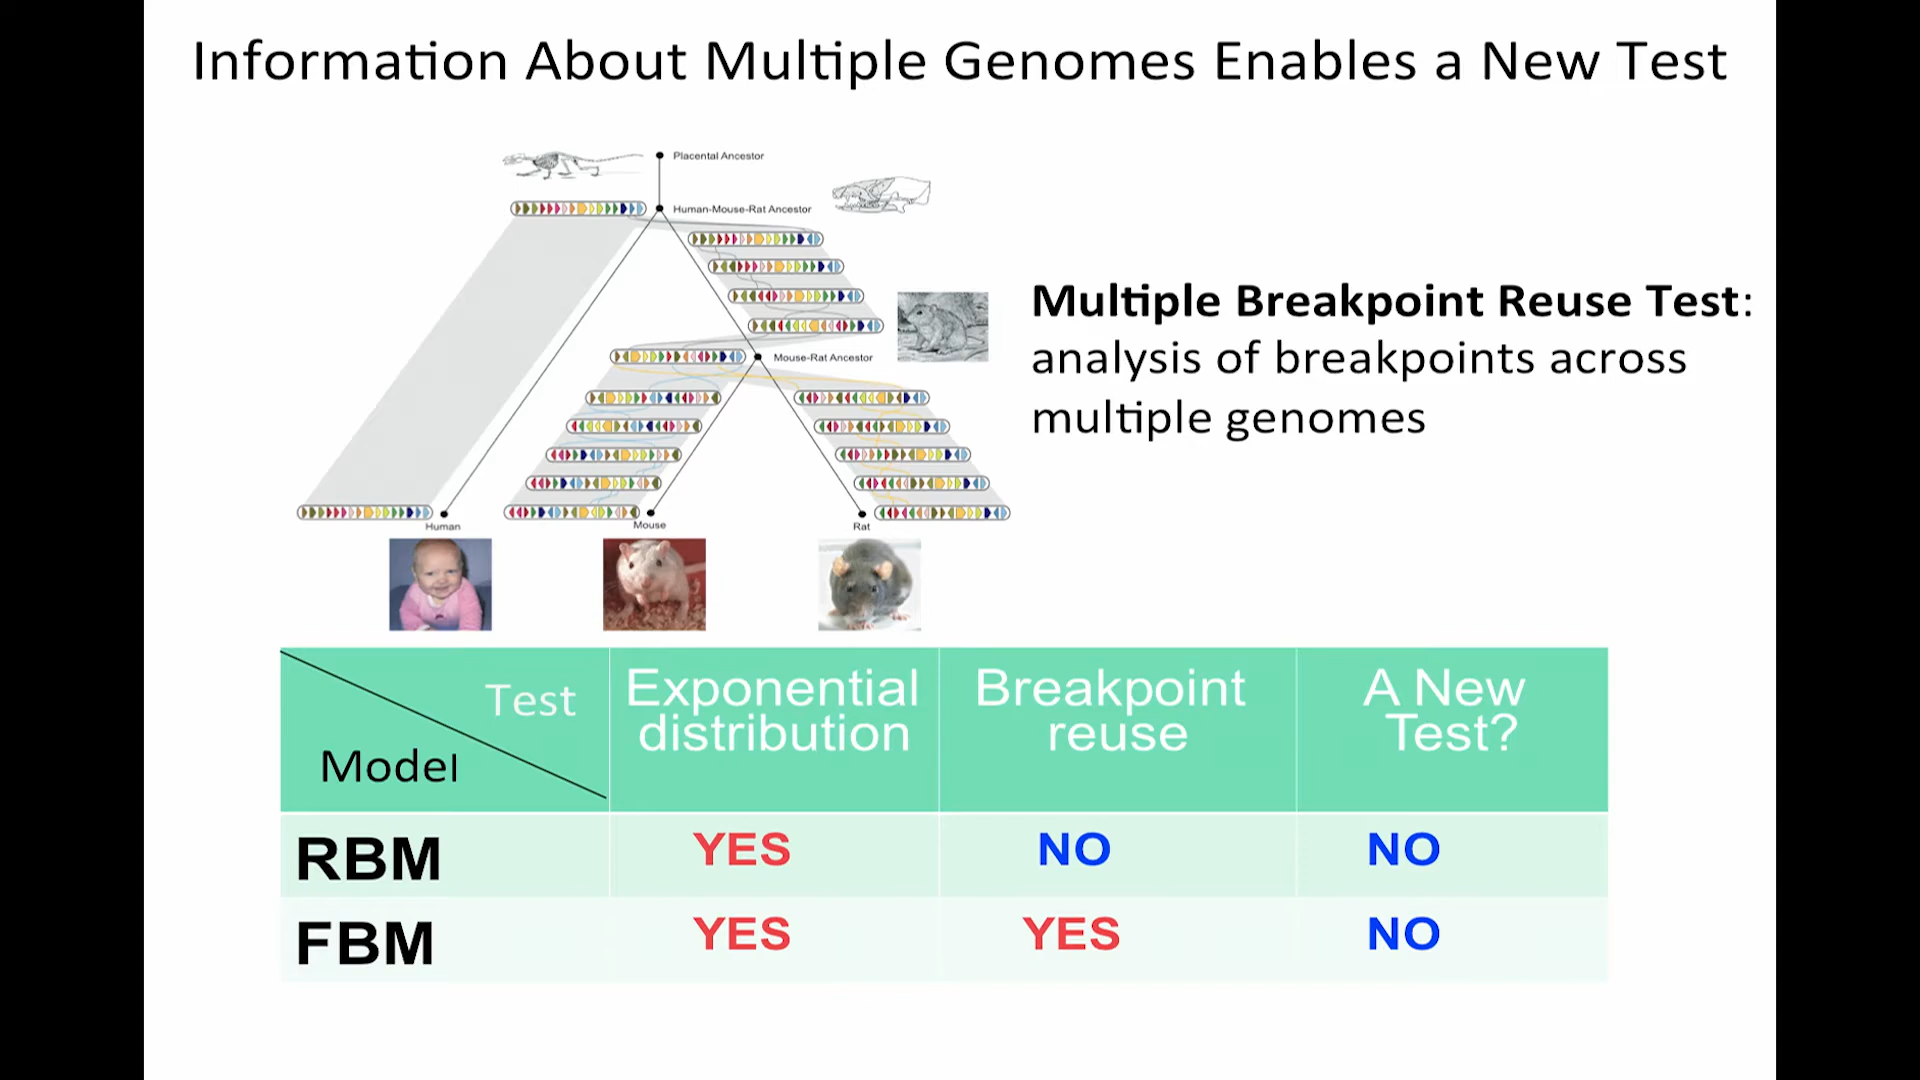 Information About Multiple Genomes Enables a New Test
Placental Ancestor
Human-Mouse-Rat Ancestor
Mouse-Rat Ancestor
Human
Mouse
Rat
Multiple Breakpoint Reuse Test:
analysis of breakpoints across
multiple genomes
Test
Model
Exponential
distribution
Breakpoint
reuse
A New
Test?
RBM YES NO NO
FBM YES YES NO